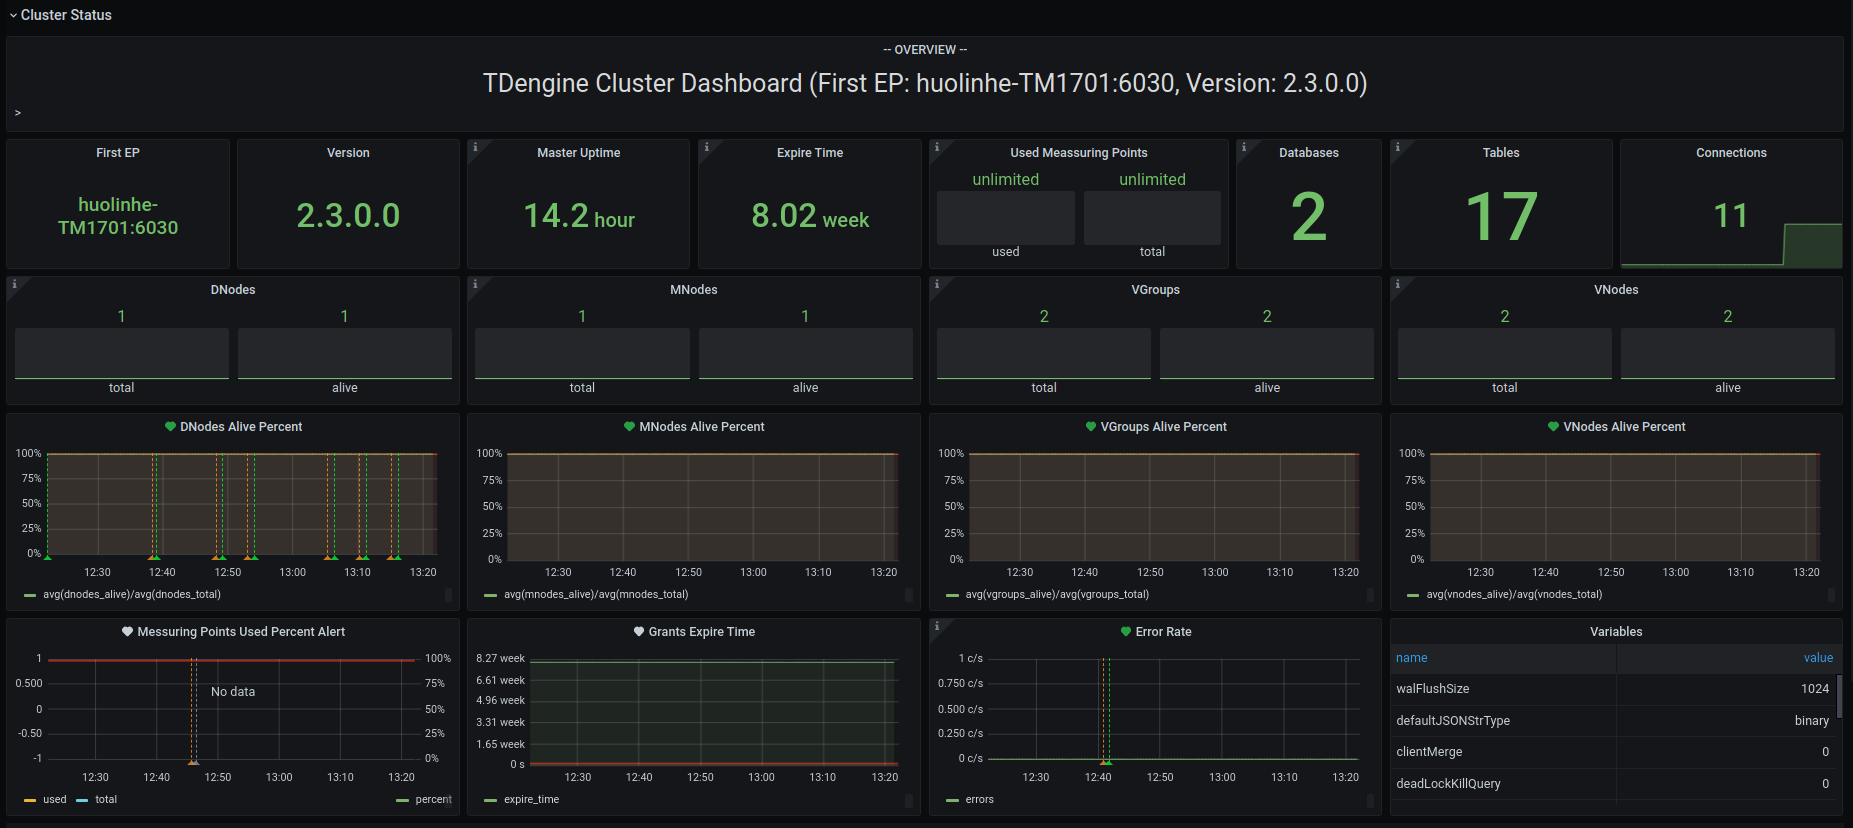 Cluster Status
-- OVERVIEW --
TDengine Cluster Dashboard (First EP: huolinhe-TM1701:6030, Version: 2.3.0.0)
>
First EP
huolinhe-
TM1701:6030
Version
2.3.0.0
Master Uptime
14.2 hour
Expire Time
8.02 week
Used Meassuring Points
unlimited
used
unlimited
total
Databases
2
Tables
17
Connections
11
DNodes
1
total
1
alive
MNodes
1
total
1
alive
VGroups
2
total
2
alive
VNodes
2
total
2
alive
DNodes Alive Percent
100%
75%
50%
25%
0%
12:30 12:40 12:50 13:00 13:10 13:20
avg(dnodes_alive)/avg(dnodes_total)
MNodes Alive Percent
100%
75%
50%
25%
0%
12:30 12:40 12:50 13:00 13:10 13:20
avg(mnodes_alive)/avg(mnodes_total)
VGroups Alive Percent
100%
75%
50%
25%
0%
12:30 12:40 12:50 13:00 13:10 13:20
avg(vgroups_alive)/avg(vgroups_total)
VNodes Alive Percent
100%
75%
50%
25%
0%
12:30 12:40 12:50 13:00 13:10 13:20
avg(vnodes_alive)/avg(vnodes_total)
Messuring Points Used Percent Alert
1 100%
0.500 75%
0 50%
-0.50 25%
-1 0%
No data
12:30 12:40 12:50 13:00 13:10 13:20
used total percent
Grants Expire Time
8.27 week
6.61 week
4.96 week
3.31 week
1.65 week
0 s
12:30 12:40 12:50 13:00 13:10 13:20
expire_time
Error Rate
1 c/s
0.750 c/s
0.500 c/s
0.250 c/s
0 c/s
12:30 12:40 12:50 13:00 13:10 13:20
errors
Variables
name value
walFlushSize 1024
defaultJSONStrType binary
clientMerge 0
deadLockKillQuery 0